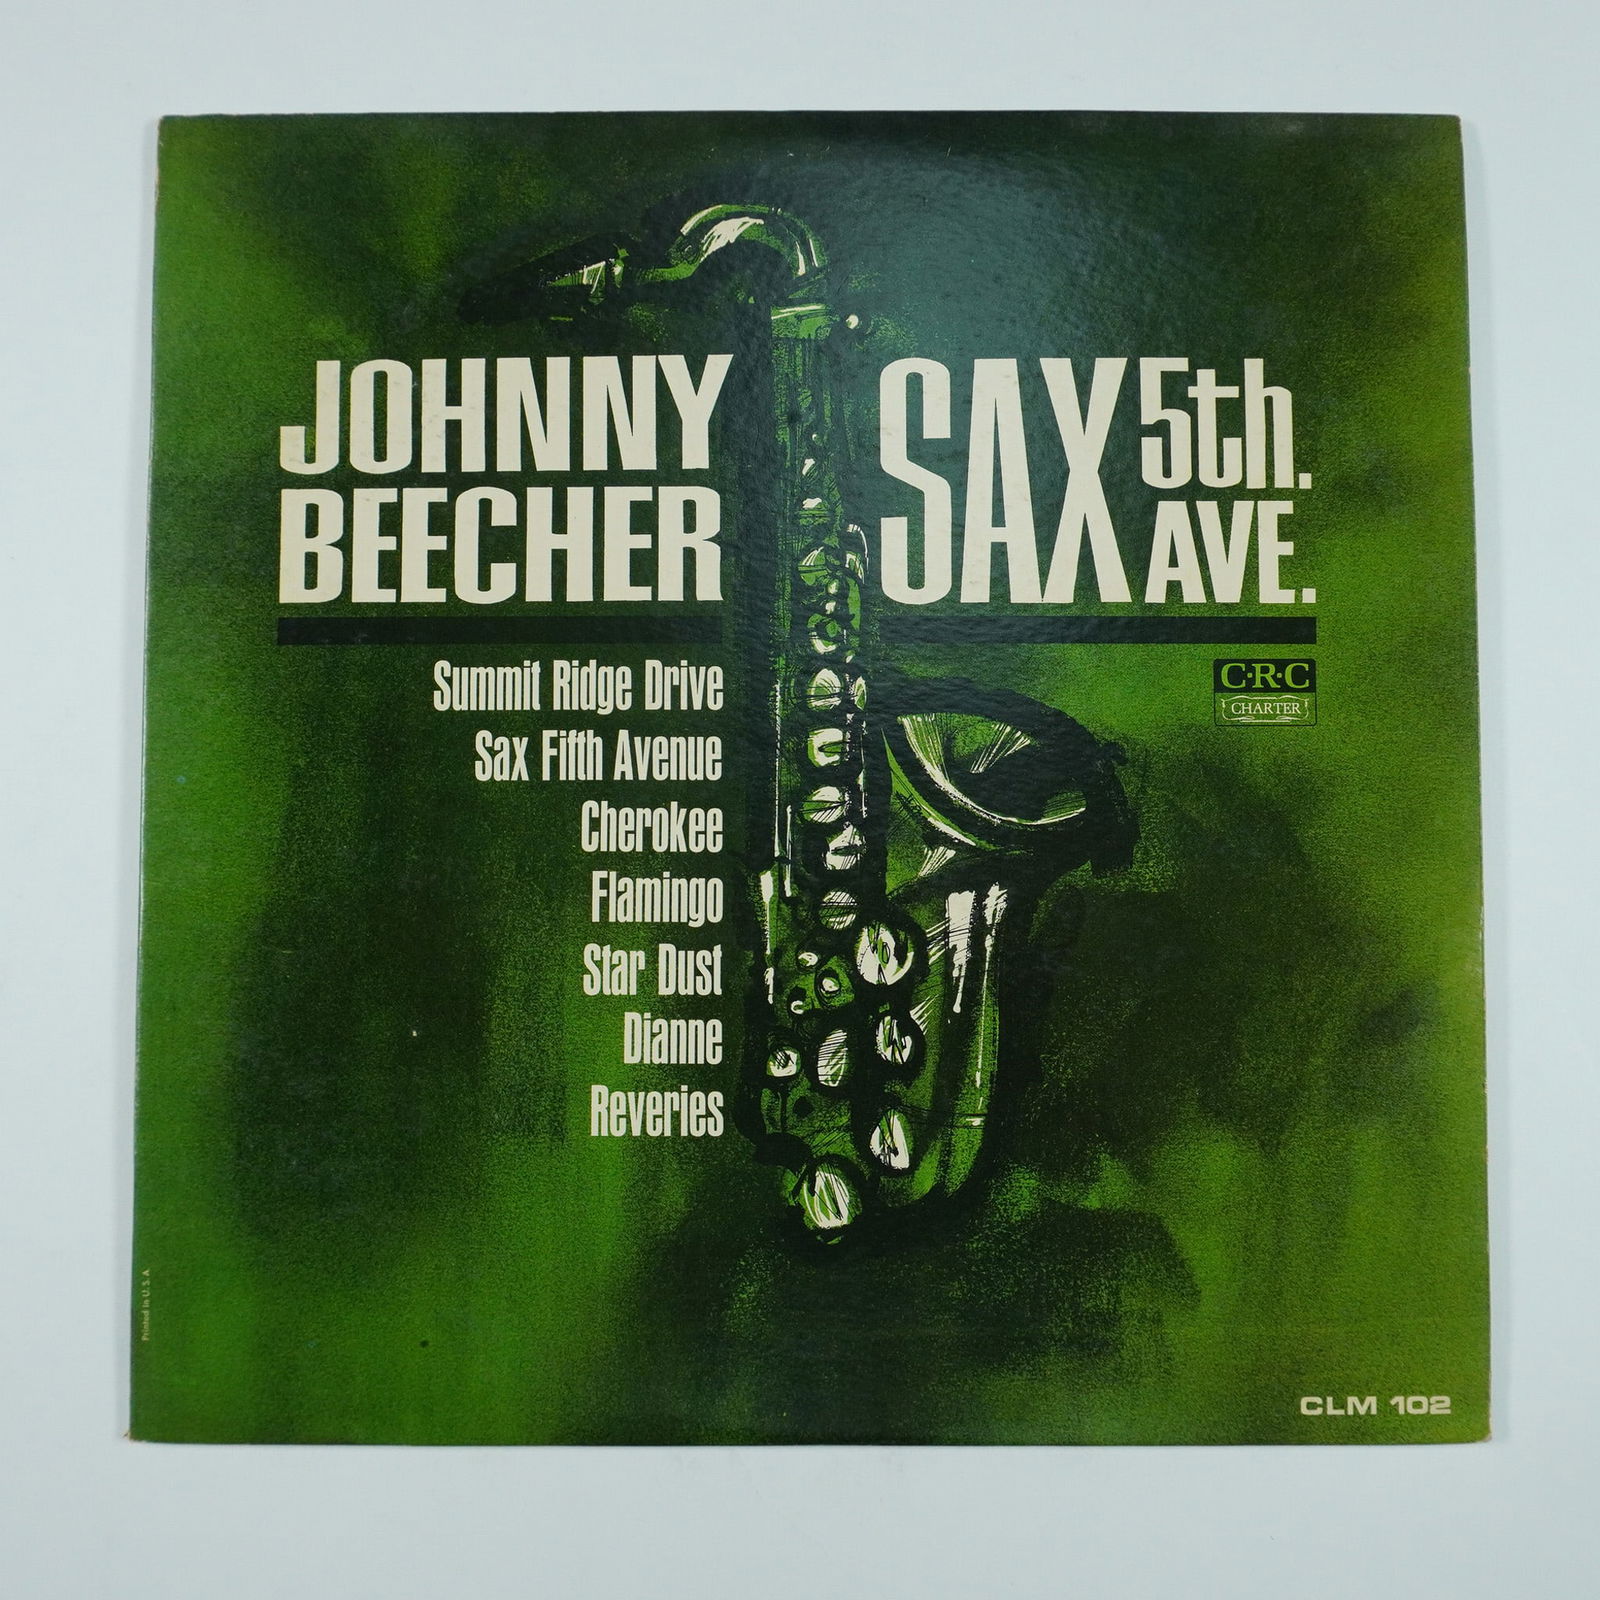 JOHNNY
BEECHER
SAX 5th.
AVE.
C·R·C
CHARTER
Summit Ridge Drive
Sax Fifth Avenue
Cherokee
Flamingo
Star Dust
Dianne
Reveries
Printed in U.S.A
CLM 102